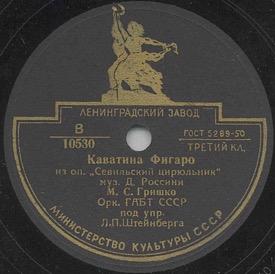 ЛЕНИНГРАДСКИЙ ЗАВОД
В
10530
ГОСТ 5289-50
ТРЕТИЙ КЛ.
Каватина Фигаро
из оп. „Севильский цирюльник"
муз. Д. Россини
М. С. Гришко
Орк. ГАБТ СССР
под упр.
Л.П.Штейнберга
МИНИСТЕРСТВО КУЛЬТУРЫ СССР